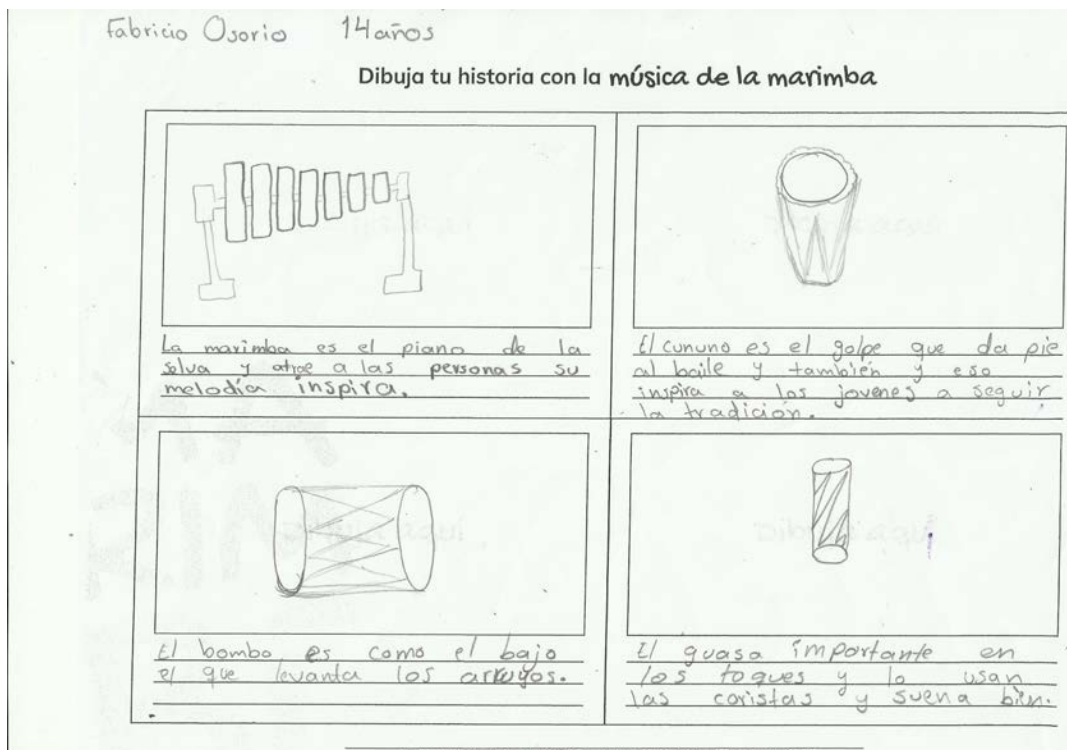 Fabricio Osorio 14 años
Dibuja tu historia con la música de la marimba
La marimba es el piano de la
selva y atrae a las personas su
melodía inspira.
El cununo es el golpe que da pie
al baile y también y eso
inspira a los jovenes a seguir
la tradición.
El bombo es como el bajo
el que levanta los arrullos.
El guasa importante en
los toques y lo usan
las coristas y suena bien.